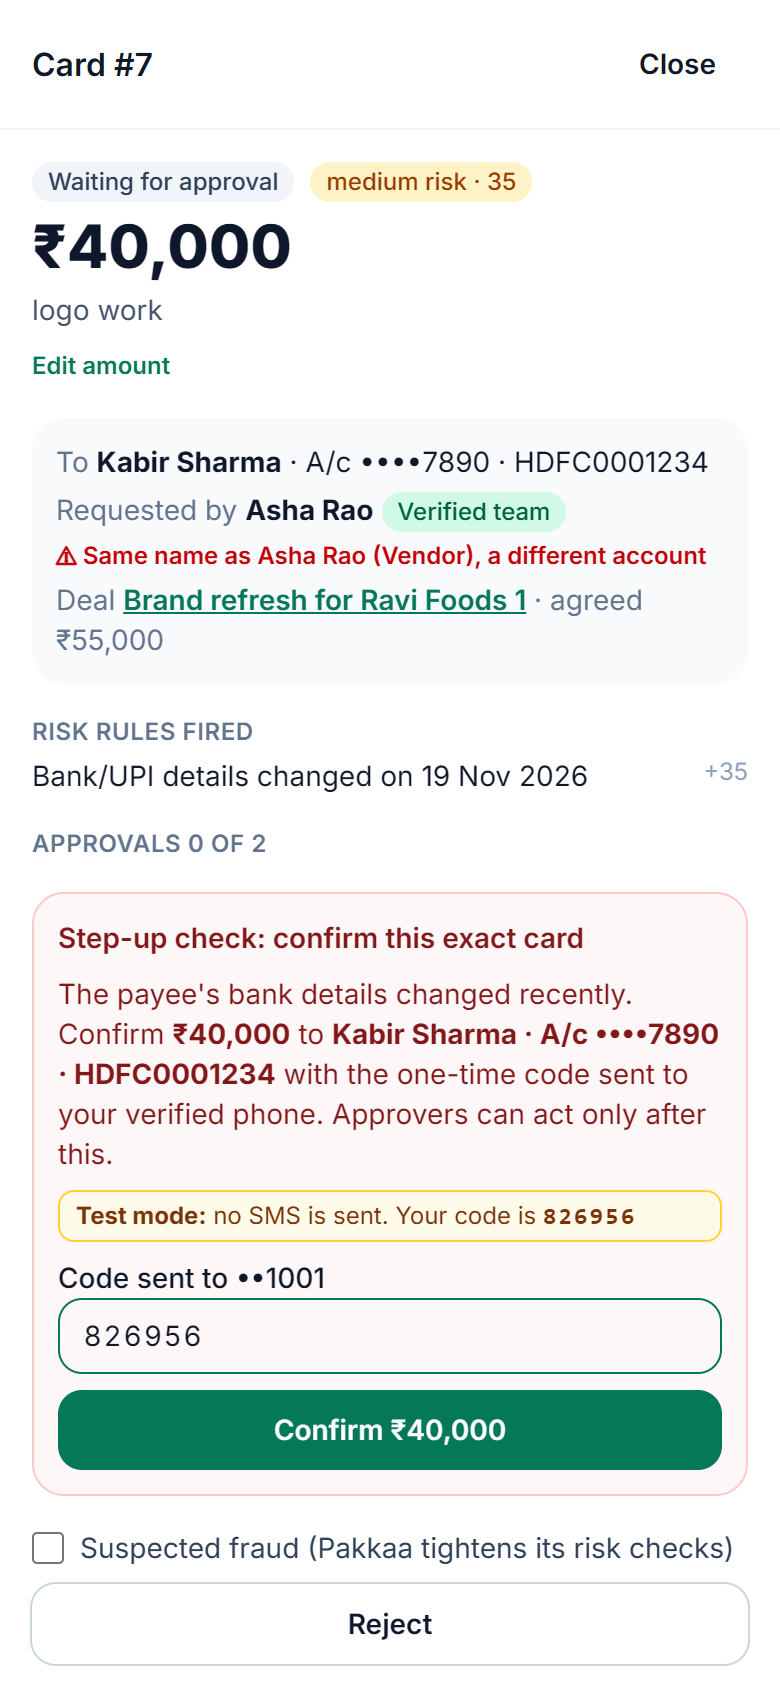 Card #7
Close
Waiting for approval
medium risk · 35
₹40,000
logo work
Edit amount
To Kabir Sharma · A/c ••••7890 · HDFC0001234
Requested by Asha Rao Verified team
⚠ Same name as Asha Rao (Vendor), a different account
Deal Brand refresh for Ravi Foods 1 · agreed
₹55,000
RISK RULES FIRED
Bank/UPI details changed on 19 Nov 2026 +35
APPROVALS 0 OF 2
Step-up check: confirm this exact card
The payee's bank details changed recently.
Confirm ₹40,000 to Kabir Sharma · A/c ••••7890
· HDFC0001234 with the one-time code sent to
your verified phone. Approvers can act only after
this.
Test mode: no SMS is sent. Your code is 826956
Code sent to ••1001
826956
Confirm ₹40,000
Suspected fraud (Pakkaa tightens its risk checks)
Reject